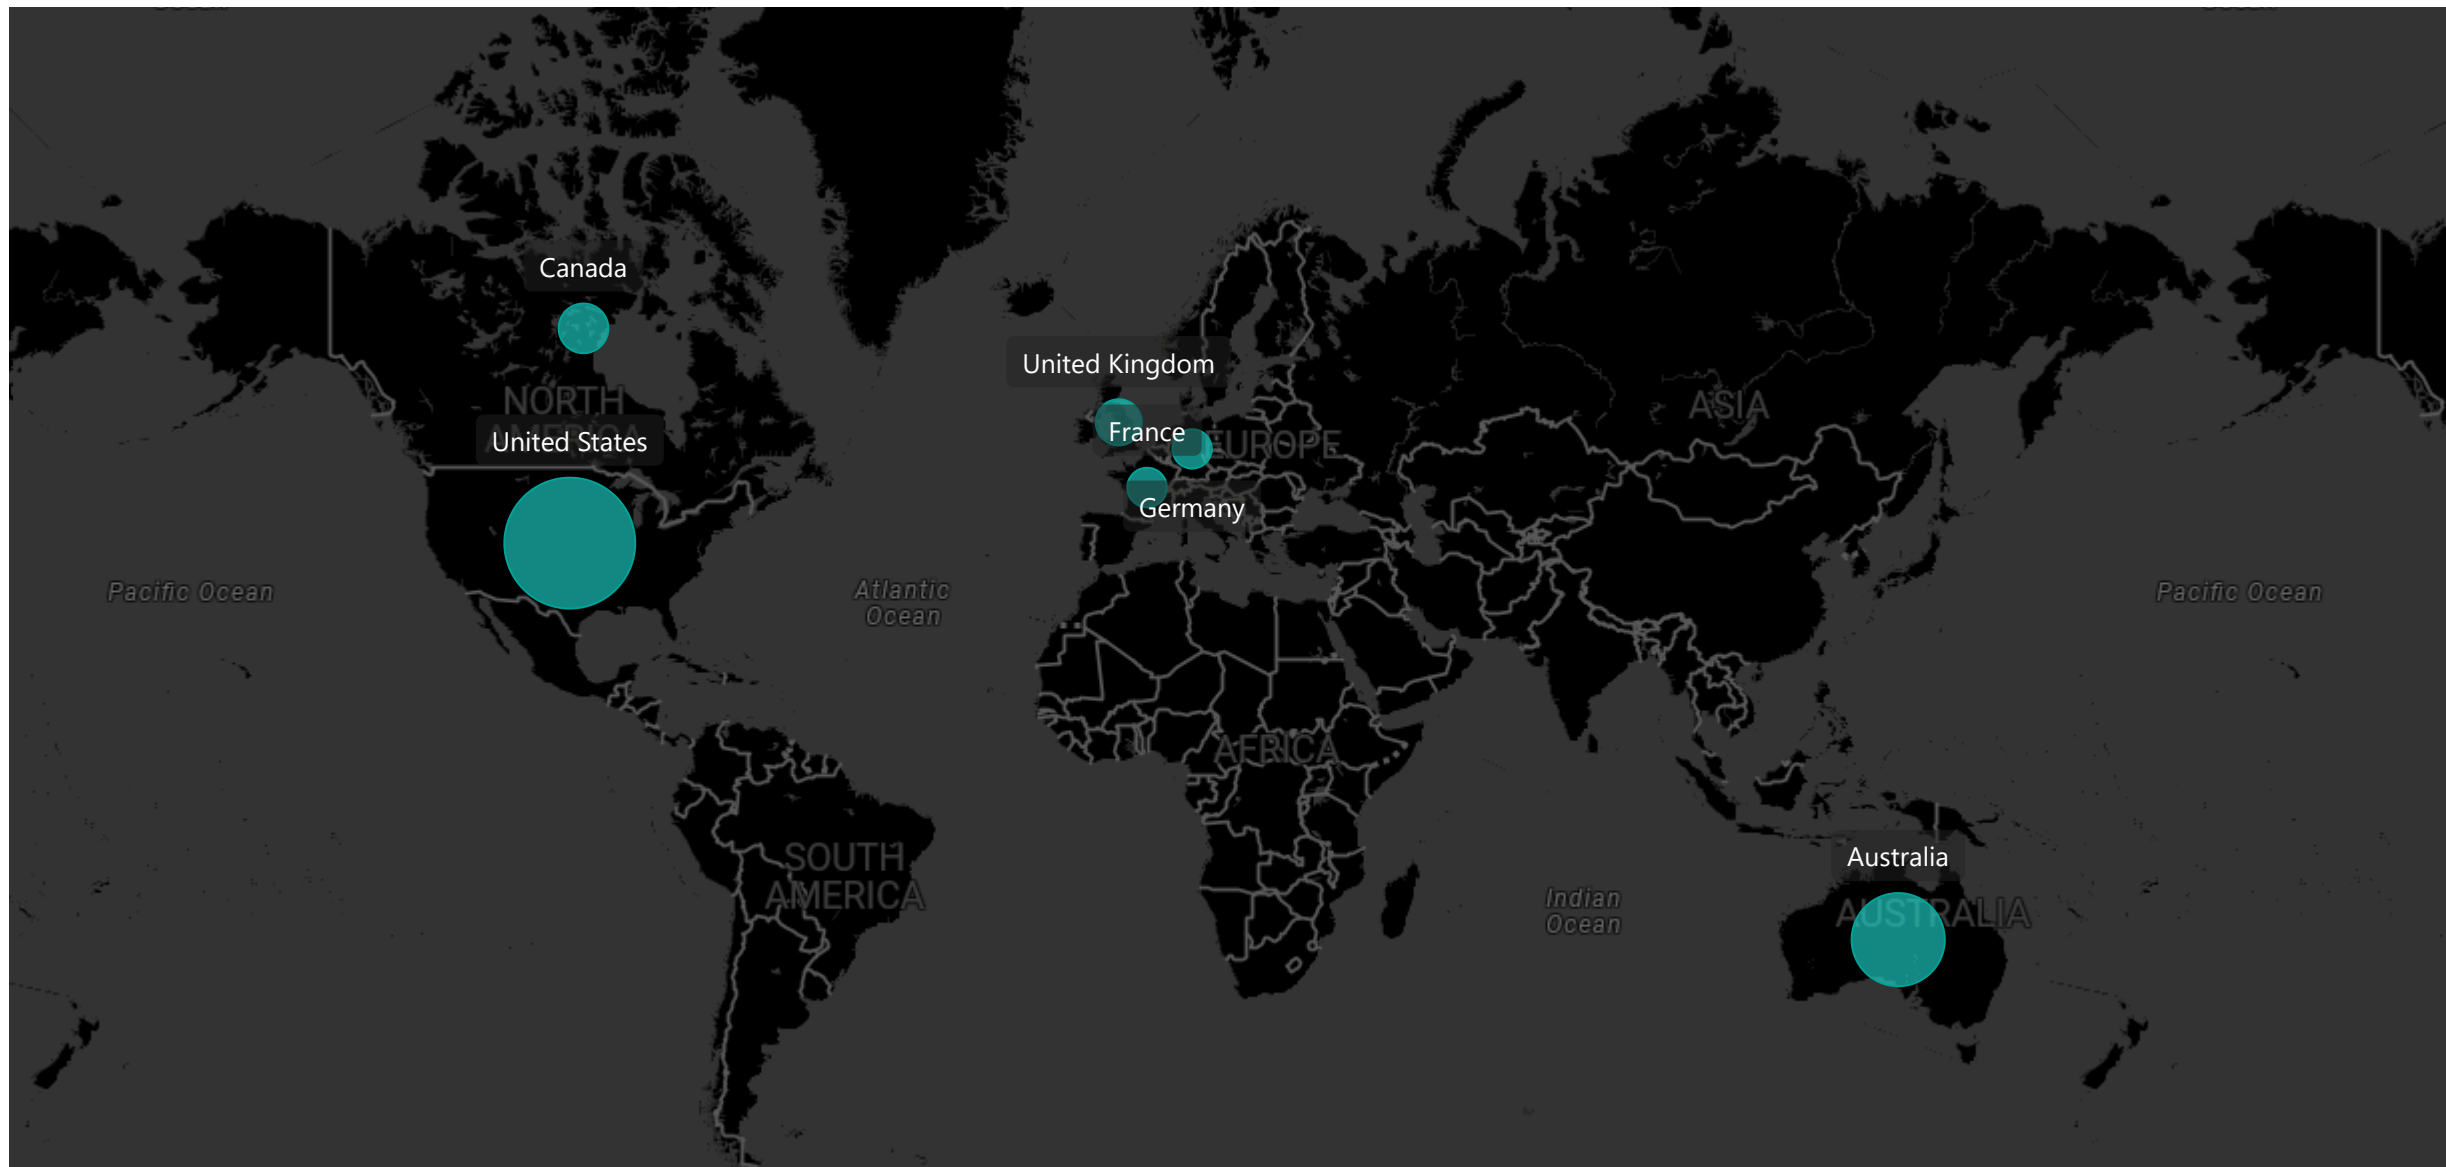 Canada
United Kingdom
NORTH
AMERICA
United States
ASIA
France
EUROPE
Germany
Pacific Ocean
Atlantic
Ocean
Pacific Ocean
AFRICA
SOUTH
AMERICA
Australia
AUSTRALIA
Indian
Ocean